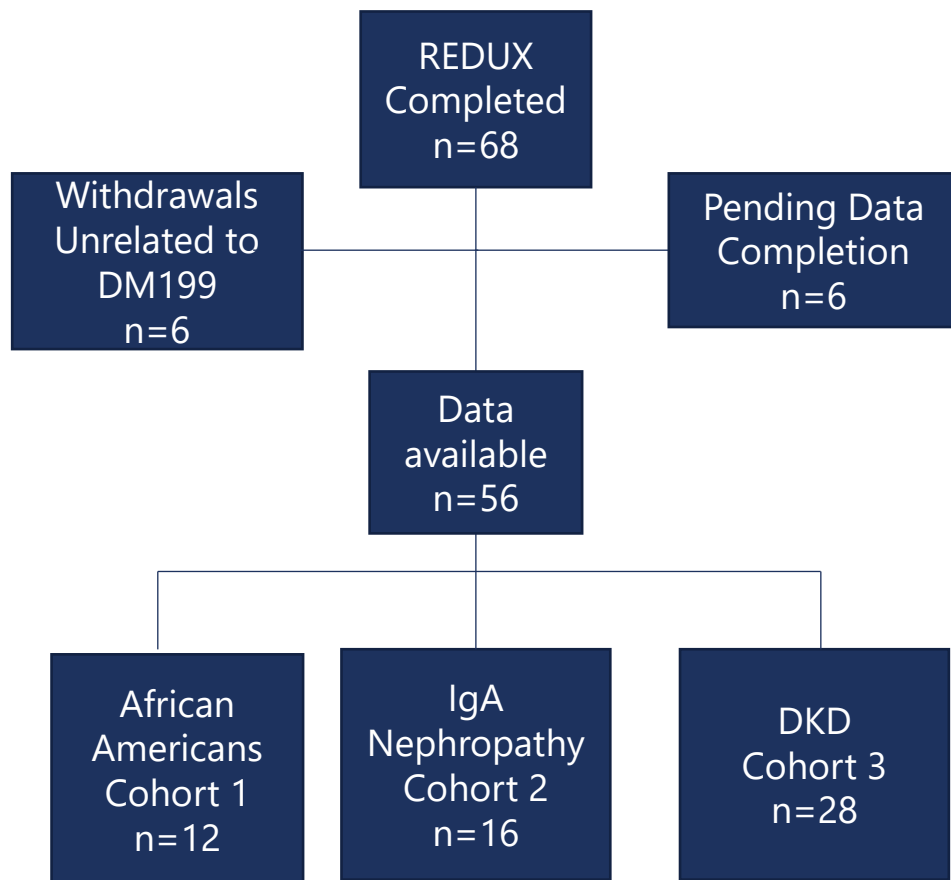 REDUX
Completed
n=68
Withdrawals
Unrelated to
DM199
n=6
Pending Data
Completion
n=6
Data
available
n=56
African
Americans
Cohort 1
n=12
IgA
Nephropathy
Cohort 2
n=16
DKD
Cohort 3
n=28